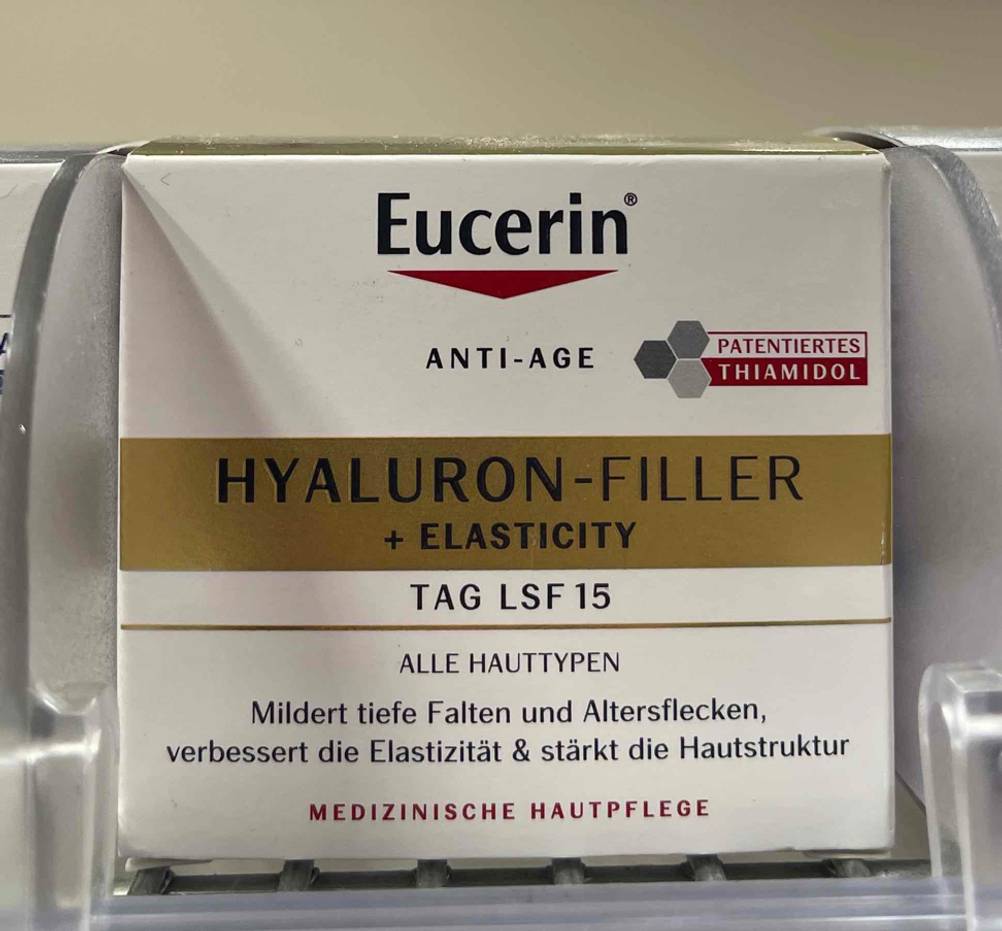 Eucerin®
ANTI-AGE
PATENTIERTES
THIAMIDOL
HYALURON-FILLER
+ ELASTICITY
TAG LSF 15
ALLE HAUTTYPEN
Mildert tiefe Falten und Altersflecken,
verbessert die Elastizität & stärkt die Hautstruktur
MEDIZINISCHE HAUTPFLEGE